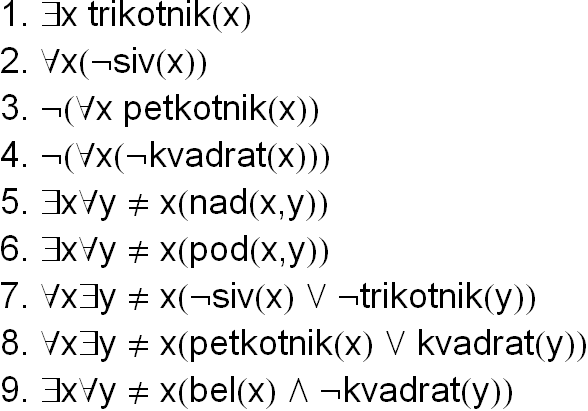 1. ∃x trikotnik(x)
2. ∀x(¬siv(x))
3. ¬(∀x petkotnik(x))
4. ¬(∀x(¬kvadrat(x)))
5. ∃x∀y ≠ x(nad(x,y))
6. ∃x∀y ≠ x(pod(x,y))
7. ∀x∃y ≠ x(¬siv(x) ∨ ¬trikotnik(y))
8. ∀x∃y ≠ x(petkotnik(x) ∨ kvadrat(y))
9. ∃x∀y ≠ x(bel(x) ∧ ¬kvadrat(y))